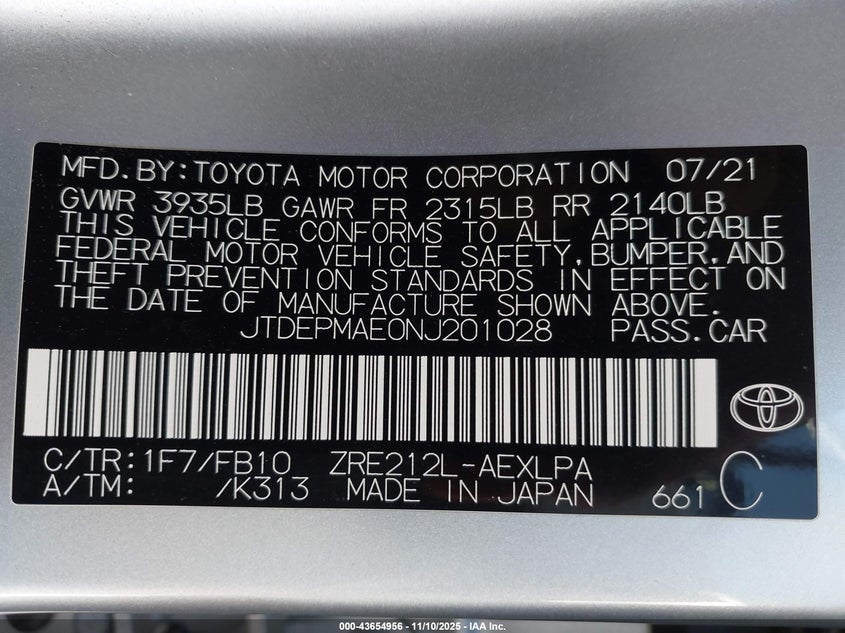 MFD.BY:TOYOTA MOTOR CORPORATION 07/21
GVWR 3935LB GAWR FR 2315LB RR 2140LB
THIS VEHICLE CONFORMS TO ALL APPLICABLE
FEDERAL MOTOR VEHICLE SAFETY,BUMPER,AND
THEFT PREVENTION STANDARDS IN EFFECT ON
THE DATE OF MANUFACTURE SHOWN ABOVE.
JTDEPMAE0NJ201028 PASS.CAR
C/TR:1F7/FB10 ZRE212L-AEXLPA
A/TM: /K313 MADE IN JAPAN 661 C
000-43654956 - 11/10/2025 - IAA Inc.